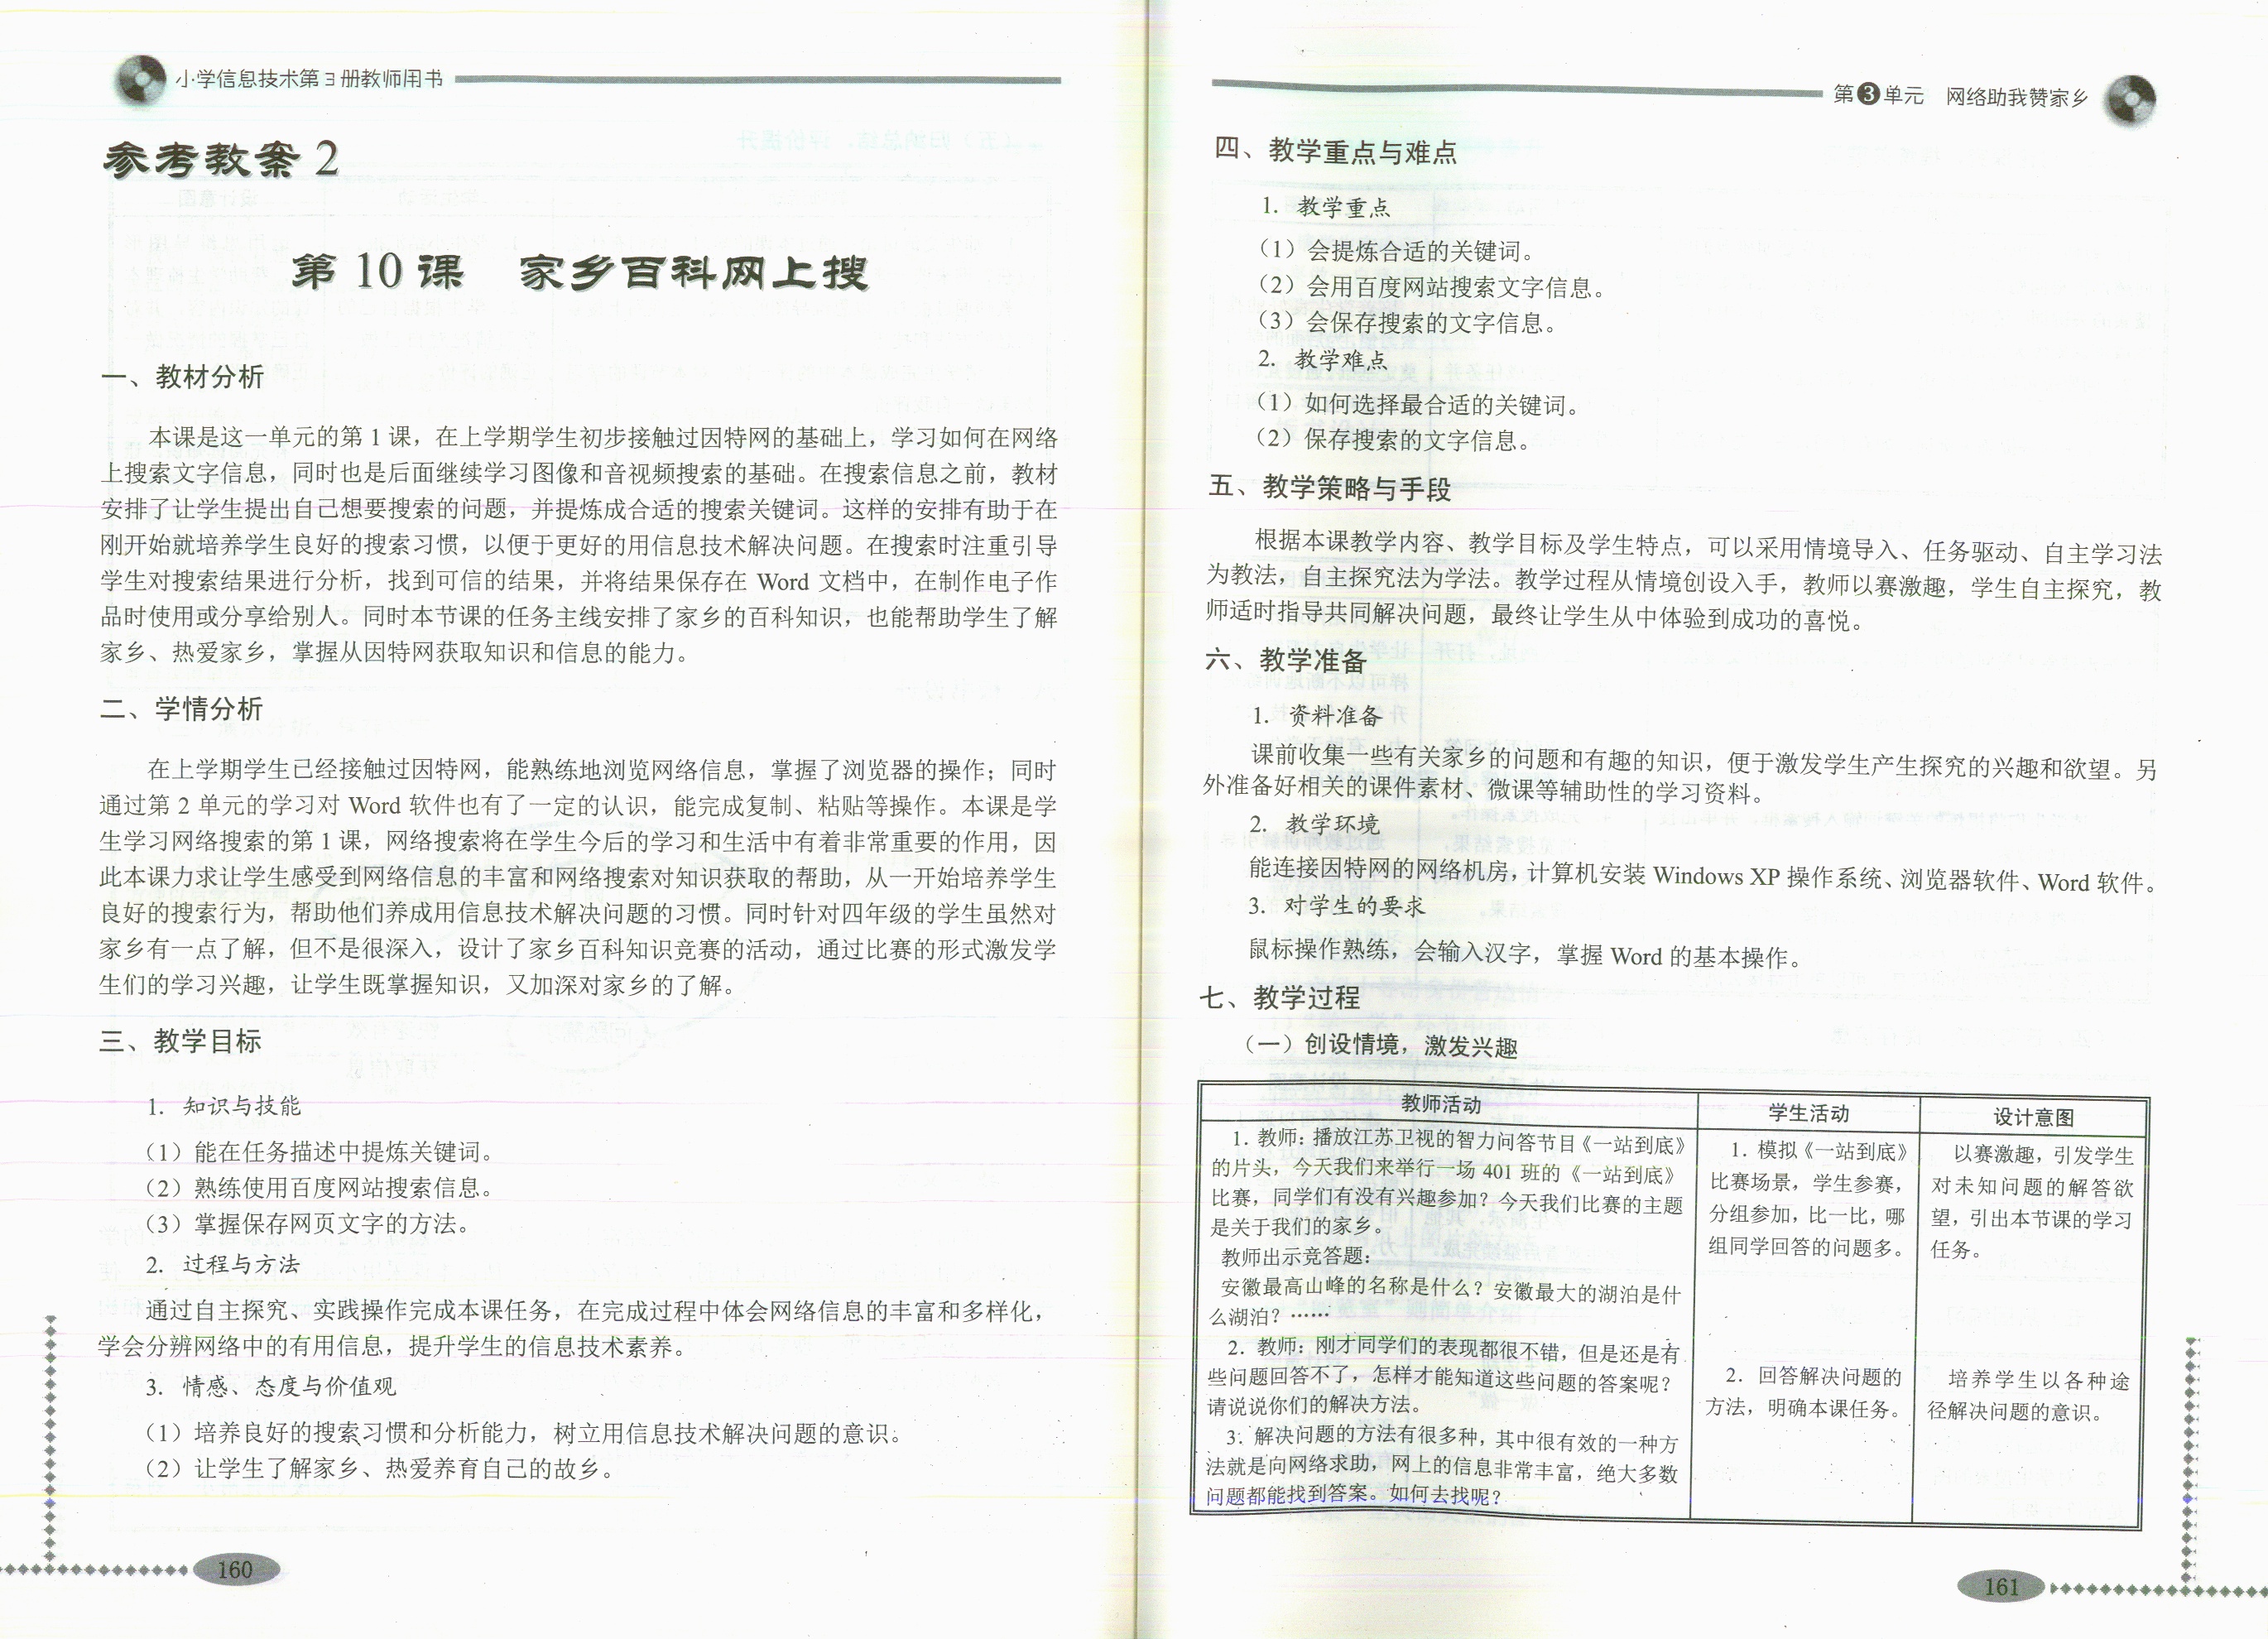 小学信息技术第3册教师用书
参考教案 2
第 10 课 家乡百科网上搜
一、教材分析
本课是这一单元的第 1 课，在上学期学生初步接触过因特网的基础上，学习如何在网络
上搜索文字信息，同时也是后面继续学习图像和音视频搜索的基础。在搜索信息之前，教材
安排了让学生提出自己想要搜索的问题，并提炼成合适的搜索关键词。这样的安排有助于在
刚开始就培养学生良好的搜索习惯，以便于更好的用信息技术解决问题。在搜索时注重引导
学生对搜索结果进行分析，找到可信的结果，并将结果保存在 Word 文档中，在制作电子作
品时使用或分享给别人。同时本节课的任务主线安排了家乡的百科知识，也能帮助学生了解
家乡、热爱家乡，掌握从因特网获取知识和信息的能力。
二、学情分析
在上学期学生已经接触过因特网，能熟练地浏览网络信息，掌握了浏览器的操作；同时
通过第 2 单元的学习对 Word 软件也有了一定的认识，能完成复制、粘贴等操作。本课是学
生学习网络搜索的第 1 课，网络搜索将在学生今后的学习和生活中有着非常重要的作用，因
此本课力求让学生感受到网络信息的丰富和网络搜索对知识获取的帮助，从一开始培养学生
良好的搜索行为，帮助他们养成用信息技术解决问题的习惯。同时针对四年级的学生虽然对
家乡有一点了解，但不是很深入，设计了家乡百科知识竞赛的活动，通过比赛的形式激发学
生们的学习兴趣，让学生既掌握知识，又加深对家乡的了解。
三、教学目标
1. 知识与技能
（1）能在任务描述中提炼关键词。
（2）熟练使用百度网站搜索信息。
（3）掌握保存网页文字的方法。
2. 过程与方法
通过自主探究、实践操作完成本课任务，在完成过程中体会网络信息的丰富和多样化，
学会分辨网络中的有用信息，提升学生的信息技术素养。
3. 情感、态度与价值观
（1）培养良好的搜索习惯和分析能力，树立用信息技术解决问题的意识。
（2）让学生了解家乡、热爱养育自己的故乡。
160
第3单元 网络助我赞家乡
四、教学重点与难点
1. 教学重点
（1）会提炼合适的关键词。
（2）会用百度网站搜索文字信息。
（3）会保存搜索的文字信息。
2. 教学难点
（1）如何选择最合适的关键词。
（2）保存搜索的文字信息。
五、教学策略与手段
根据本课教学内容、教学目标及学生特点，可以采用情境导入、任务驱动、自主学习法
为教法，自主探究法为学法。教学过程从情境创设入手，教师以赛激趣，学生自主探究，教
师适时指导共同解决问题，最终让学生从中体验到成功的喜悦。
六、教学准备
1. 资料准备
课前收集一些有关家乡的问题和有趣的知识，便于激发学生产生探究的兴趣和欲望。另
外准备好相关的课件素材、微课等辅助性的学习资料。
2. 教学环境
能连接因特网的网络机房，计算机安装 Windows XP 操作系统、浏览器软件、Word 软件。
3. 对学生的要求
鼠标操作熟练，会输入汉字，掌握 Word 的基本操作。
七、教学过程
（一）创设情境，激发兴趣
教师活动
1. 教师：播放江苏卫视的智力问答节目《一站到底》
的片头，今天我们来举行一场 401 班的《一站到底》
比赛，同学们有没有兴趣参加？今天我们比赛的主题
是关于我们的家乡。
教师出示竞答题：
安徽最高山峰的名称是什么？安徽最大的湖泊是什
么湖泊？……
2. 教师：刚才同学们的表现都很不错，但是还是有
些问题回答不了，怎样才能知道这些问题的答案呢？
请说说你们的解决方法。
3. 解决问题的方法有很多种，其中很有效的一种方
法就是向网络求助，网上的信息非常丰富，绝大多数
问题都能找到答案。如何去找呢？
学生活动
1. 模拟《一站到底》
比赛场景，学生参赛，
分组参加，比一比，哪
组同学回答的问题多。
2. 回答解决问题的
方法，明确本课任务。
设计意图
以赛激趣，引发学生
对未知问题的解答欲
望，引出本节课的学习
任务。
培养学生以各种途
径解决问题的意识。
161